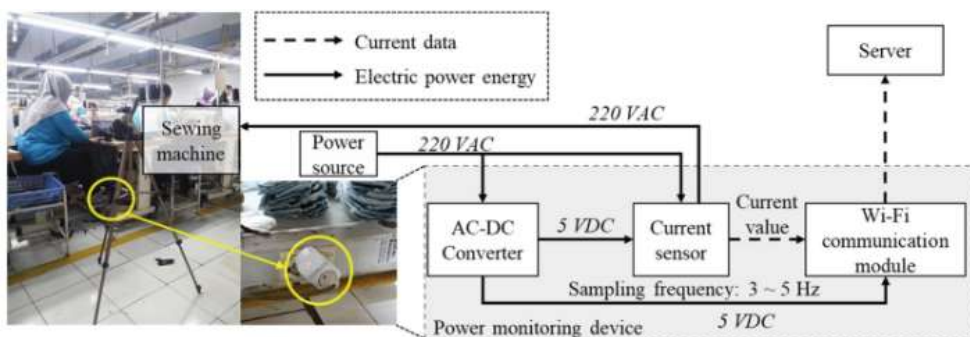 Current data
Electric power energy
Server
Sewing
machine
220 VAC
Power
source
220 VAC
AC-DC
Converter
5 VDC
Current
sensor
Current
value
Wi-Fi
communication
module
Sampling frequency: 3 ~ 5 Hz
5 VDC
Power monitoring device